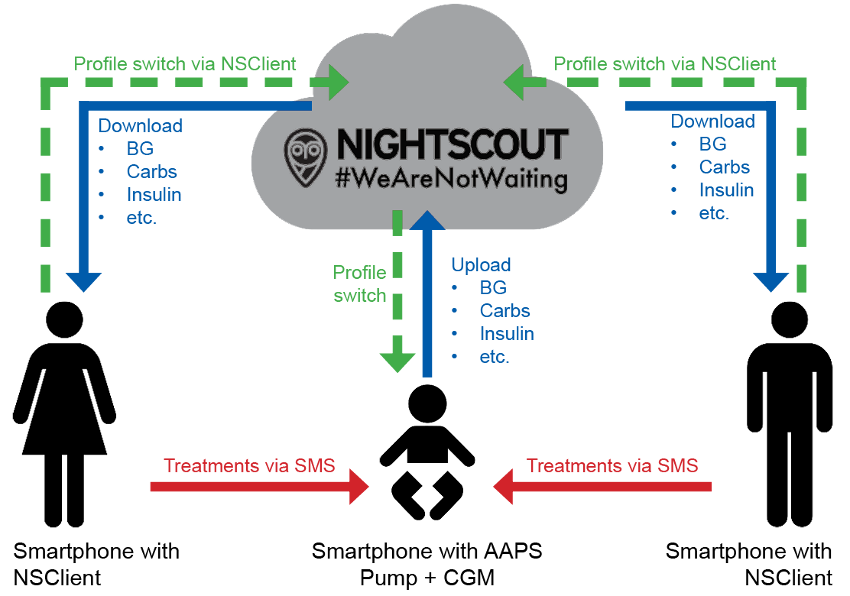 Profile switch via NSClient
Profile switch via NSClient
Download
• BG
• Carbs
• Insulin
• etc.
NIGHTSCOUT
#WeAreNotWaiting
Download
• BG
• Carbs
• Insulin
• etc.
Profile
switch
Upload
• BG
• Carbs
• Insulin
• etc.
Treatments via SMS
Treatments via SMS
Smartphone with
NSClient
Smartphone with AAPS
Pump + CGM
Smartphone with
NSClient